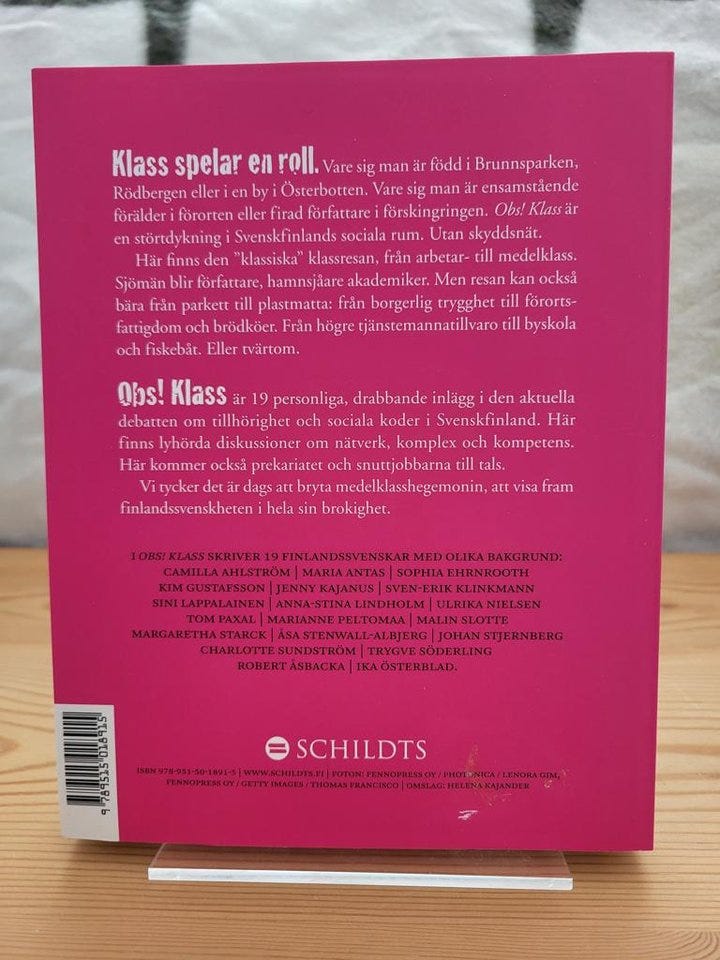 Klass spelar en roll. Vare sig man är född i Brunnsparken,
Rödbergen eller i en by i Österbotten. Vare sig man är ensamstående
förälder i förorten eller firad författare i förskingringen. Obs! Klass är
en störtdykning i Svenskfinlands sociala rum. Utan skyddsnät.
Här finns den "klassiska" klassresan, från arbetar- till medelklass.
Sjömän blir författare, hamnsjåare akademiker. Men resan kan också
bära från parkett till plastmatta: från borgerlig trygghet till förorts-
fattigdom och brödköer. Från högre tjänstemannatillvaro till byskola
och fiskebåt. Eller tvärtom.
Obs! Klass är 19 personliga, drabbande inlägg i den aktuella
debatten om tillhörighet och sociala koder i Svenskfinland. Här
finns lyhörda diskussioner om nätverk, komplex och kompetens.
Här kommer också prekariatet och snuttjobbarna till tals.
Vi tycker det är dags att bryta medelklasshegemonin, att visa fram
finlandssvenskheten i hela sin brokighet.
I OBS! KLASS SKRIVER 19 FINLANDSSVENSKAR MED OLIKA BAKGRUND:
CAMILLA AHLSTRÖM | MARIA ANTAS | SOPHIA EHRNROOTH
KIM GUSTAFSSON | JENNY KAJANUS | SVEN-ERIK KLINKMANN
SINI LAPPALAINEN | ANNA-STINA LINDHOLM | ULRIKA NIELSEN
TOM PAXAL | MARIANNE PELTOMAA | MALIN SLOTTE
MARGARETHA STARCK | ÅSA STENWALL-ALBJERG | JOHAN STJERNBERG
CHARLOTTE SUNDSTRÖM | TRYGVE SÖDERLING
ROBERT ÅSBACKA | IKA ÖSTERBLAD.
SCHILDTS
ISBN 978-951-50-1891-5 | WWW.SCHILDTS.FI | FOTON: FENNOPRESS OY / PHOTONICA / LENORA GIM,
FENNOPRESS OY / GETTY IMAGES / THOMAS FRANCISCO | OMSLAG: HELENA KAJANDER
9 789515 018915